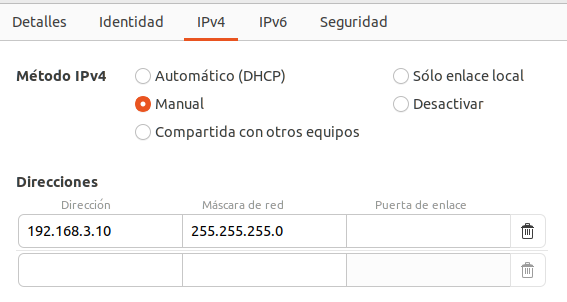 Detalles Identidad IPv4 IPv6 Seguridad
Método IPv4 Automático (DHCP) Sólo enlace local
Manual Desactivar
Compartida con otros equipos
Direcciones
Dirección Máscara de red Puerta de enlace
192.168.3.10 255.255.255.0